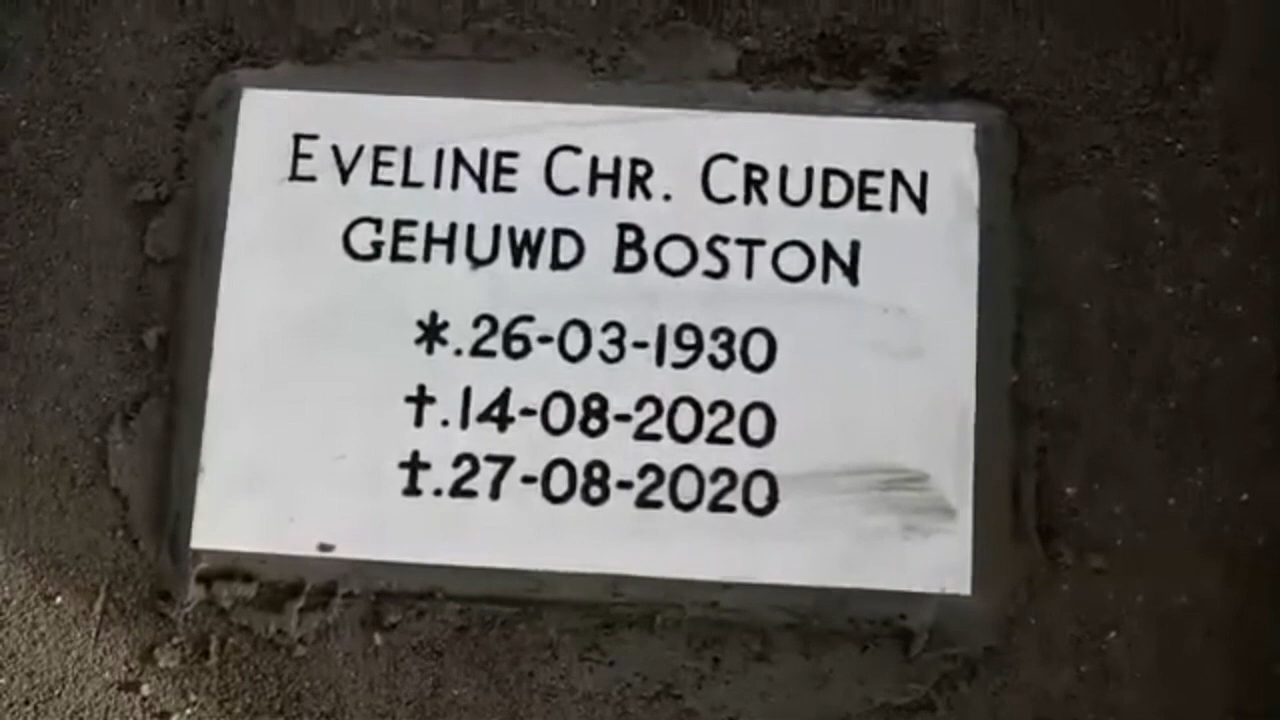 EVELINE CHR. CRUDEN
GEHUWD BOSTON
*.26-03-1930
†.14-08-2020
‡.27-08-2020